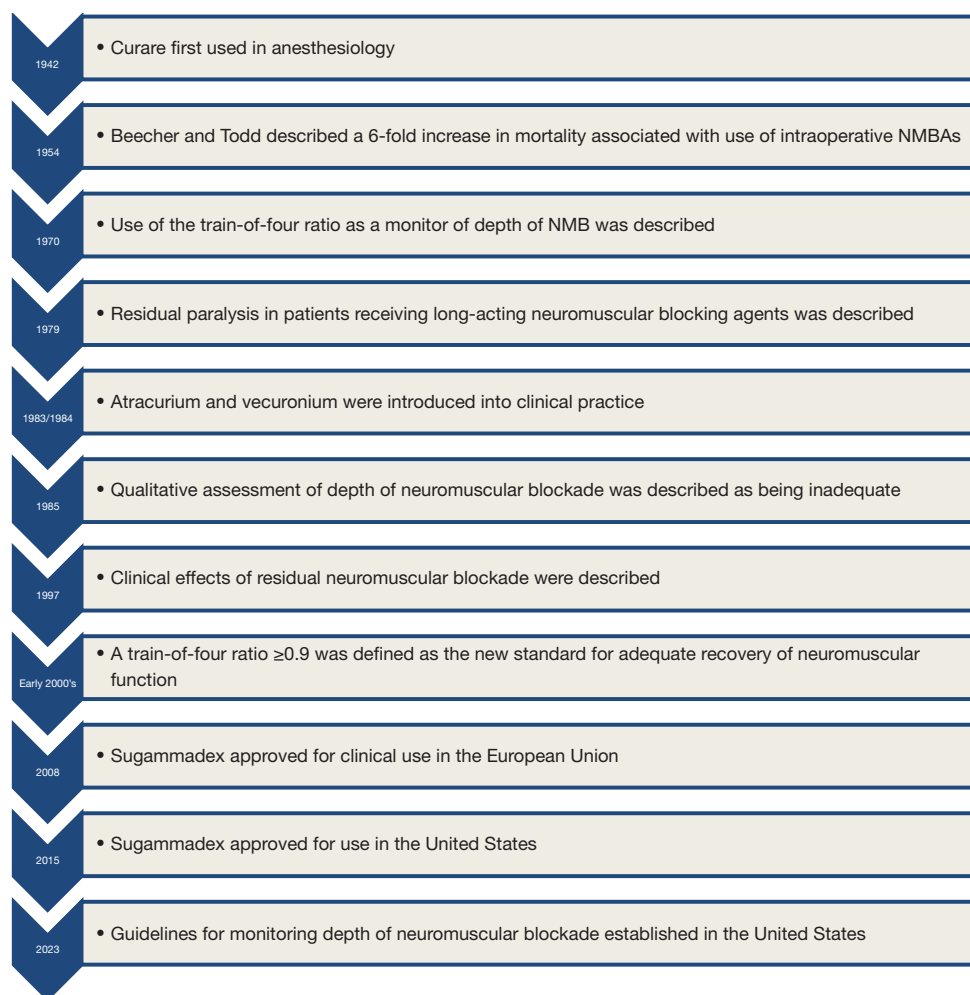 1942
• Curare first used in anesthesiology
1954
• Beecher and Todd described a 6-fold increase in mortality associated with use of intraoperative NMBAs
1970
• Use of the train-of-four ratio as a monitor of depth of NMB was described
1979
• Residual paralysis in patients receiving long-acting neuromuscular blocking agents was described
1983/1984
• Atracurium and vecuronium were introduced into clinical practice
1985
• Qualitative assessment of depth of neuromuscular blockade was described as being inadequate
1997
• Clinical effects of residual neuromuscular blockade were described
Early 2000's
• A train-of-four ratio ≥0.9 was defined as the new standard for adequate recovery of neuromuscular
function
2008
• Sugammadex approved for clinical use in the European Union
2015
• Sugammadex approved for use in the United States
2023
• Guidelines for monitoring depth of neuromuscular blockade established in the United States